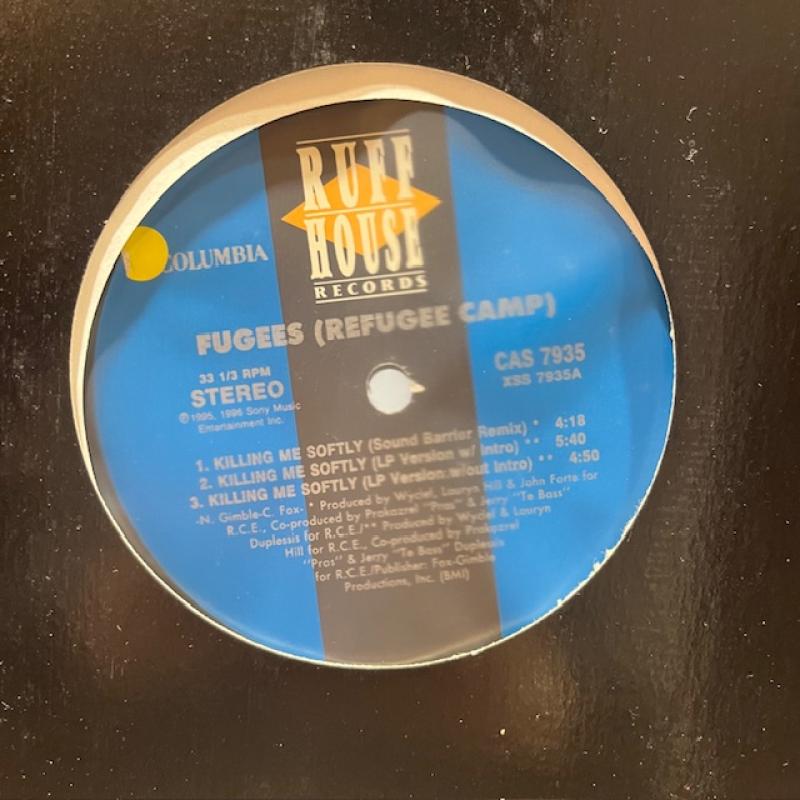 RUFF
HOUSE
RECORDS
COLUMBIA
FUGEES (REFUGEE CAMP)
33 1/3 RPM
STEREO
℗ 1995, 1996 Sony Music
Entertainment Inc.
CAS 7935
XSS 7935A
1. KILLING ME SOFTLY (Sound Barrier Remix) * 4:18
2. KILLING ME SOFTLY (LP Version w/ Intro) ** 5:40
3. KILLING ME SOFTLY (LP Version w/out Intro) ** 4:50
-N. Gimble-C. Fox- * Produced by Wyclef, Lauryn Hill & John Forte for
R.C.E., Co-produced by Prakazrel "Pras" & Jerry "Te Bass"
Duplessis for R.C.E./** Produced by Wyclef & Lauryn
Hill for R.C.E., Co-produced by Prakazrel
"Pras" & Jerry "Te Bass" Duplessis
for R.C.E./Publisher: Fox-Gimble
Productions, Inc. (BMI)